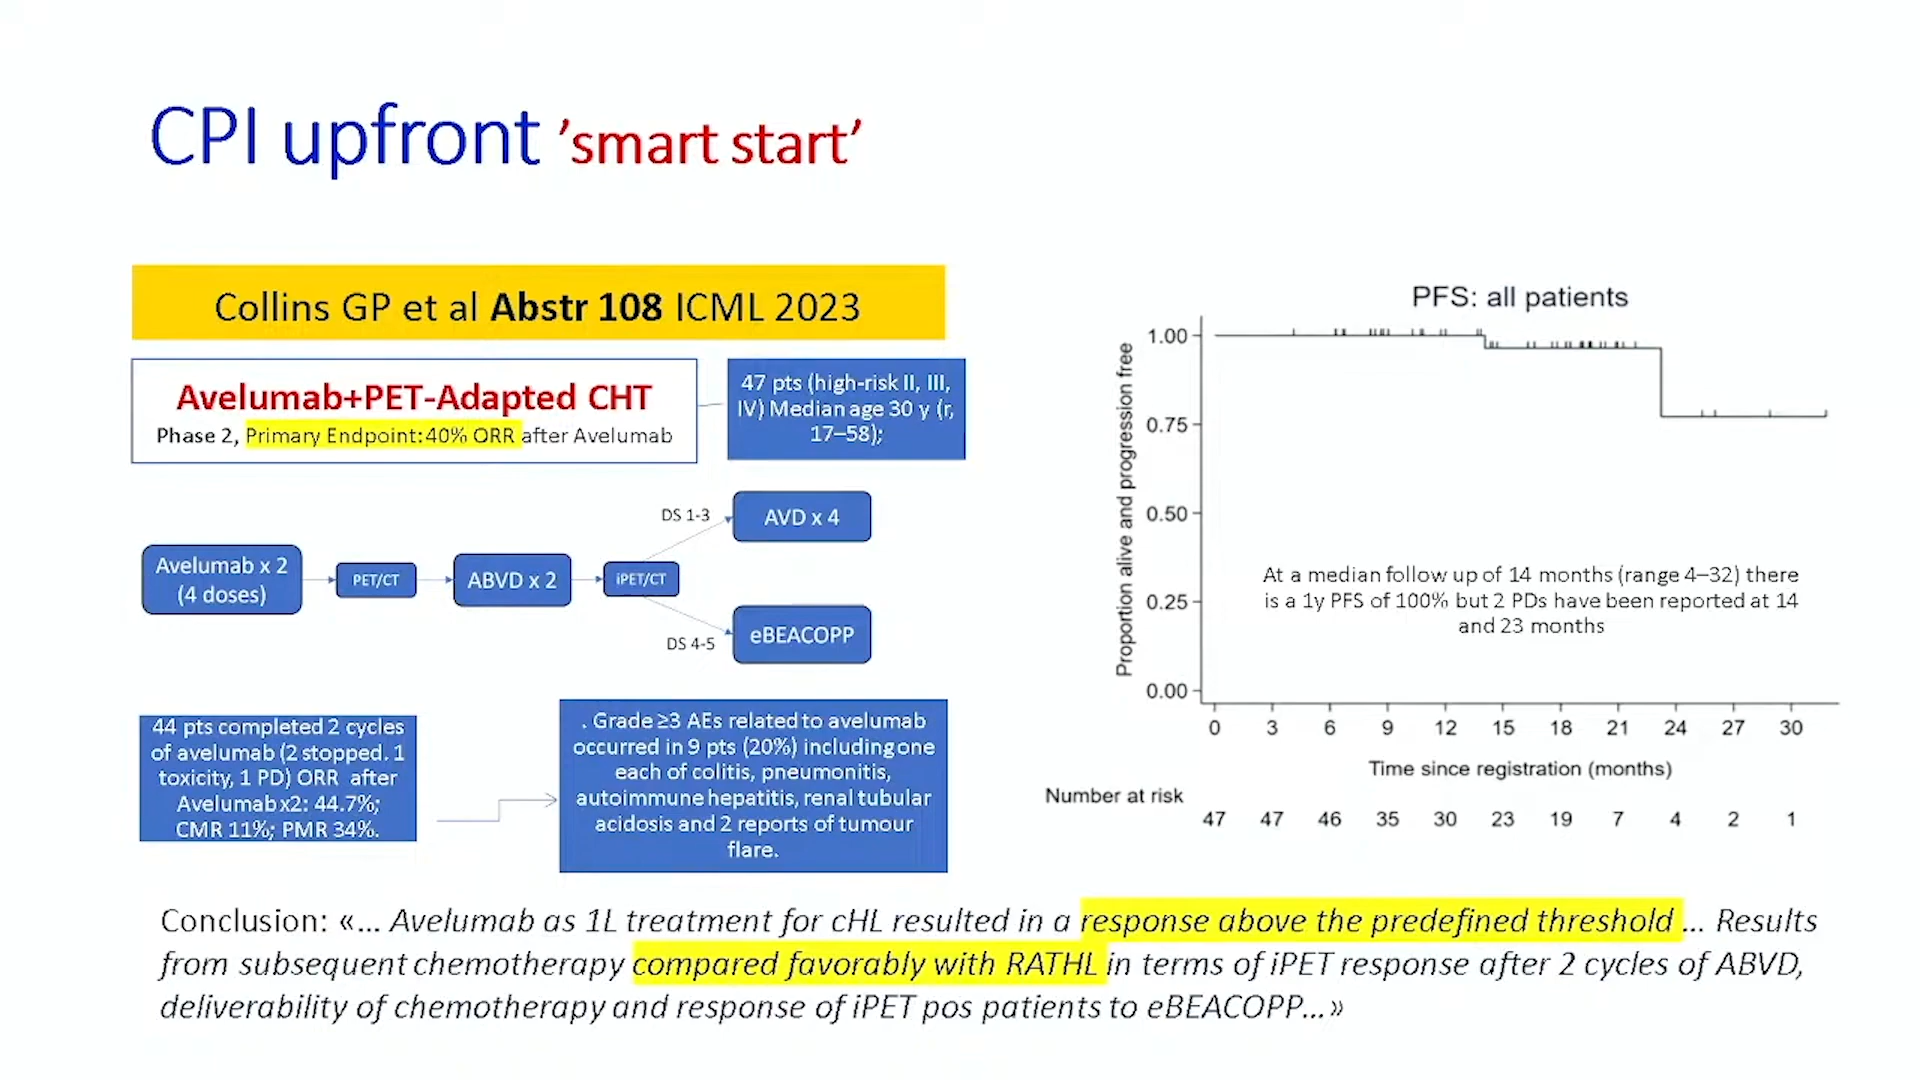 CPI upfront ’smart start’
Collins GP et al Abstr 108 ICML 2023
Avelumab+PET-Adapted CHT
Phase 2, Primary Endpoint: 40% ORR after Avelumab
47 pts (high-risk II, III,
IV) Median age 30 y (r,
17–58);
Avelumab x 2
(4 doses)
PET/CT
ABVD x 2
iPET/CT
DS 1-3
AVD x 4
DS 4-5
eBEACOPP
44 pts completed 2 cycles
of avelumab (2 stopped. 1
toxicity, 1 PD) ORR after
Avelumab x2: 44.7%;
CMR 11%; PMR 34%.
. Grade ≥3 AEs related to avelumab
occurred in 9 pts (20%) including one
each of colitis, pneumonitis,
autoimmune hepatitis, renal tubular
acidosis and 2 reports of tumour
flare.
PFS: all patients
Proportion alive and progression free
1.00
0.75
0.50
0.25
0.00
At a median follow up of 14 months (range 4–32) there
is a 1y PFS of 100% but 2 PDs have been reported at 14
and 23 months
0 3 6 9 12 15 18 21 24 27 30
Time since registration (months)
Number at risk
47 47 46 35 30 23 19 7 4 2 1
Conclusion: «… Avelumab as 1L treatment for cHL resulted in a response above the predefined threshold … Results
from subsequent chemotherapy compared favorably with RATHL in terms of iPET response after 2 cycles of ABVD,
deliverability of chemotherapy and response of iPET pos patients to eBEACOPP…»